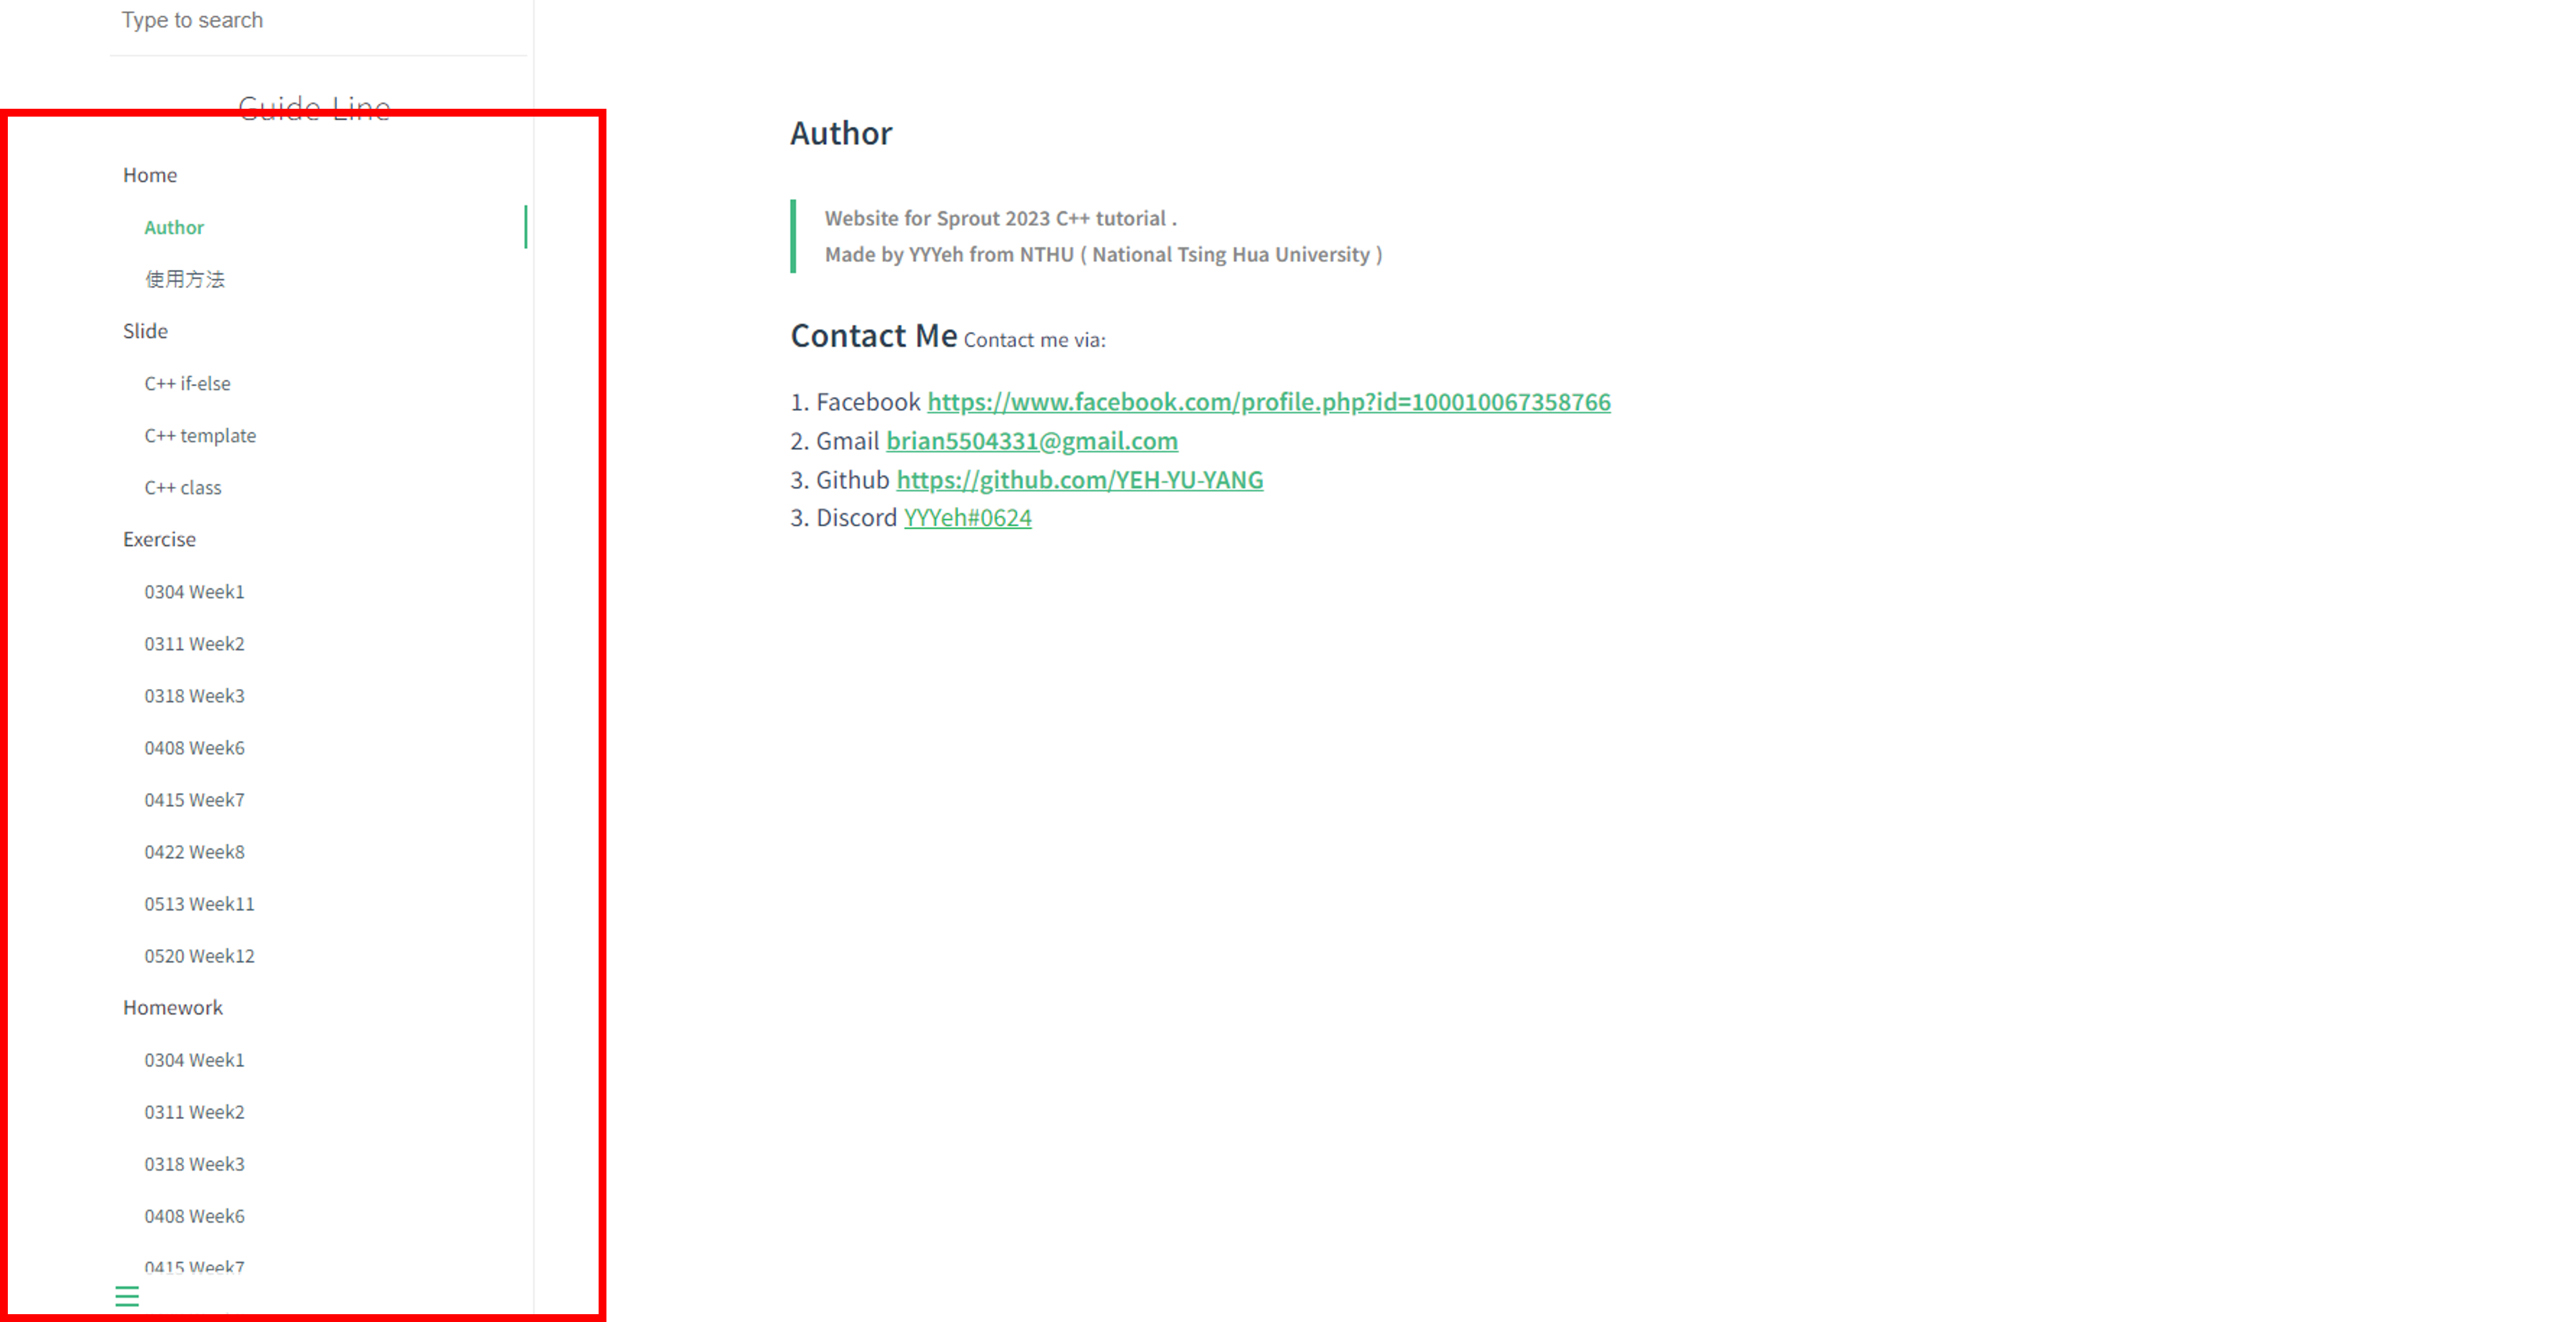 Type to search
Guide Line
Home
Author
使用方法
Slide
C++ if-else
C++ template
C++ class
Exercise
0304 Week1
0311 Week2
0318 Week3
0408 Week6
0415 Week7
0422 Week8
0513 Week11
0520 Week12
Homework
0304 Week1
0311 Week2
0318 Week3
0408 Week6
0415 Week7
Author
Website for Sprout 2023 C++ tutorial .
Made by YYYeh from NTHU ( National Tsing Hua University )
Contact Me Contact me via:
1. Facebook https://www.facebook.com/profile.php?id=100010067358766
2. Gmail brian5504331@gmail.com
3. Github https://github.com/YEH-YU-YANG
3. Discord YYYeh#0624